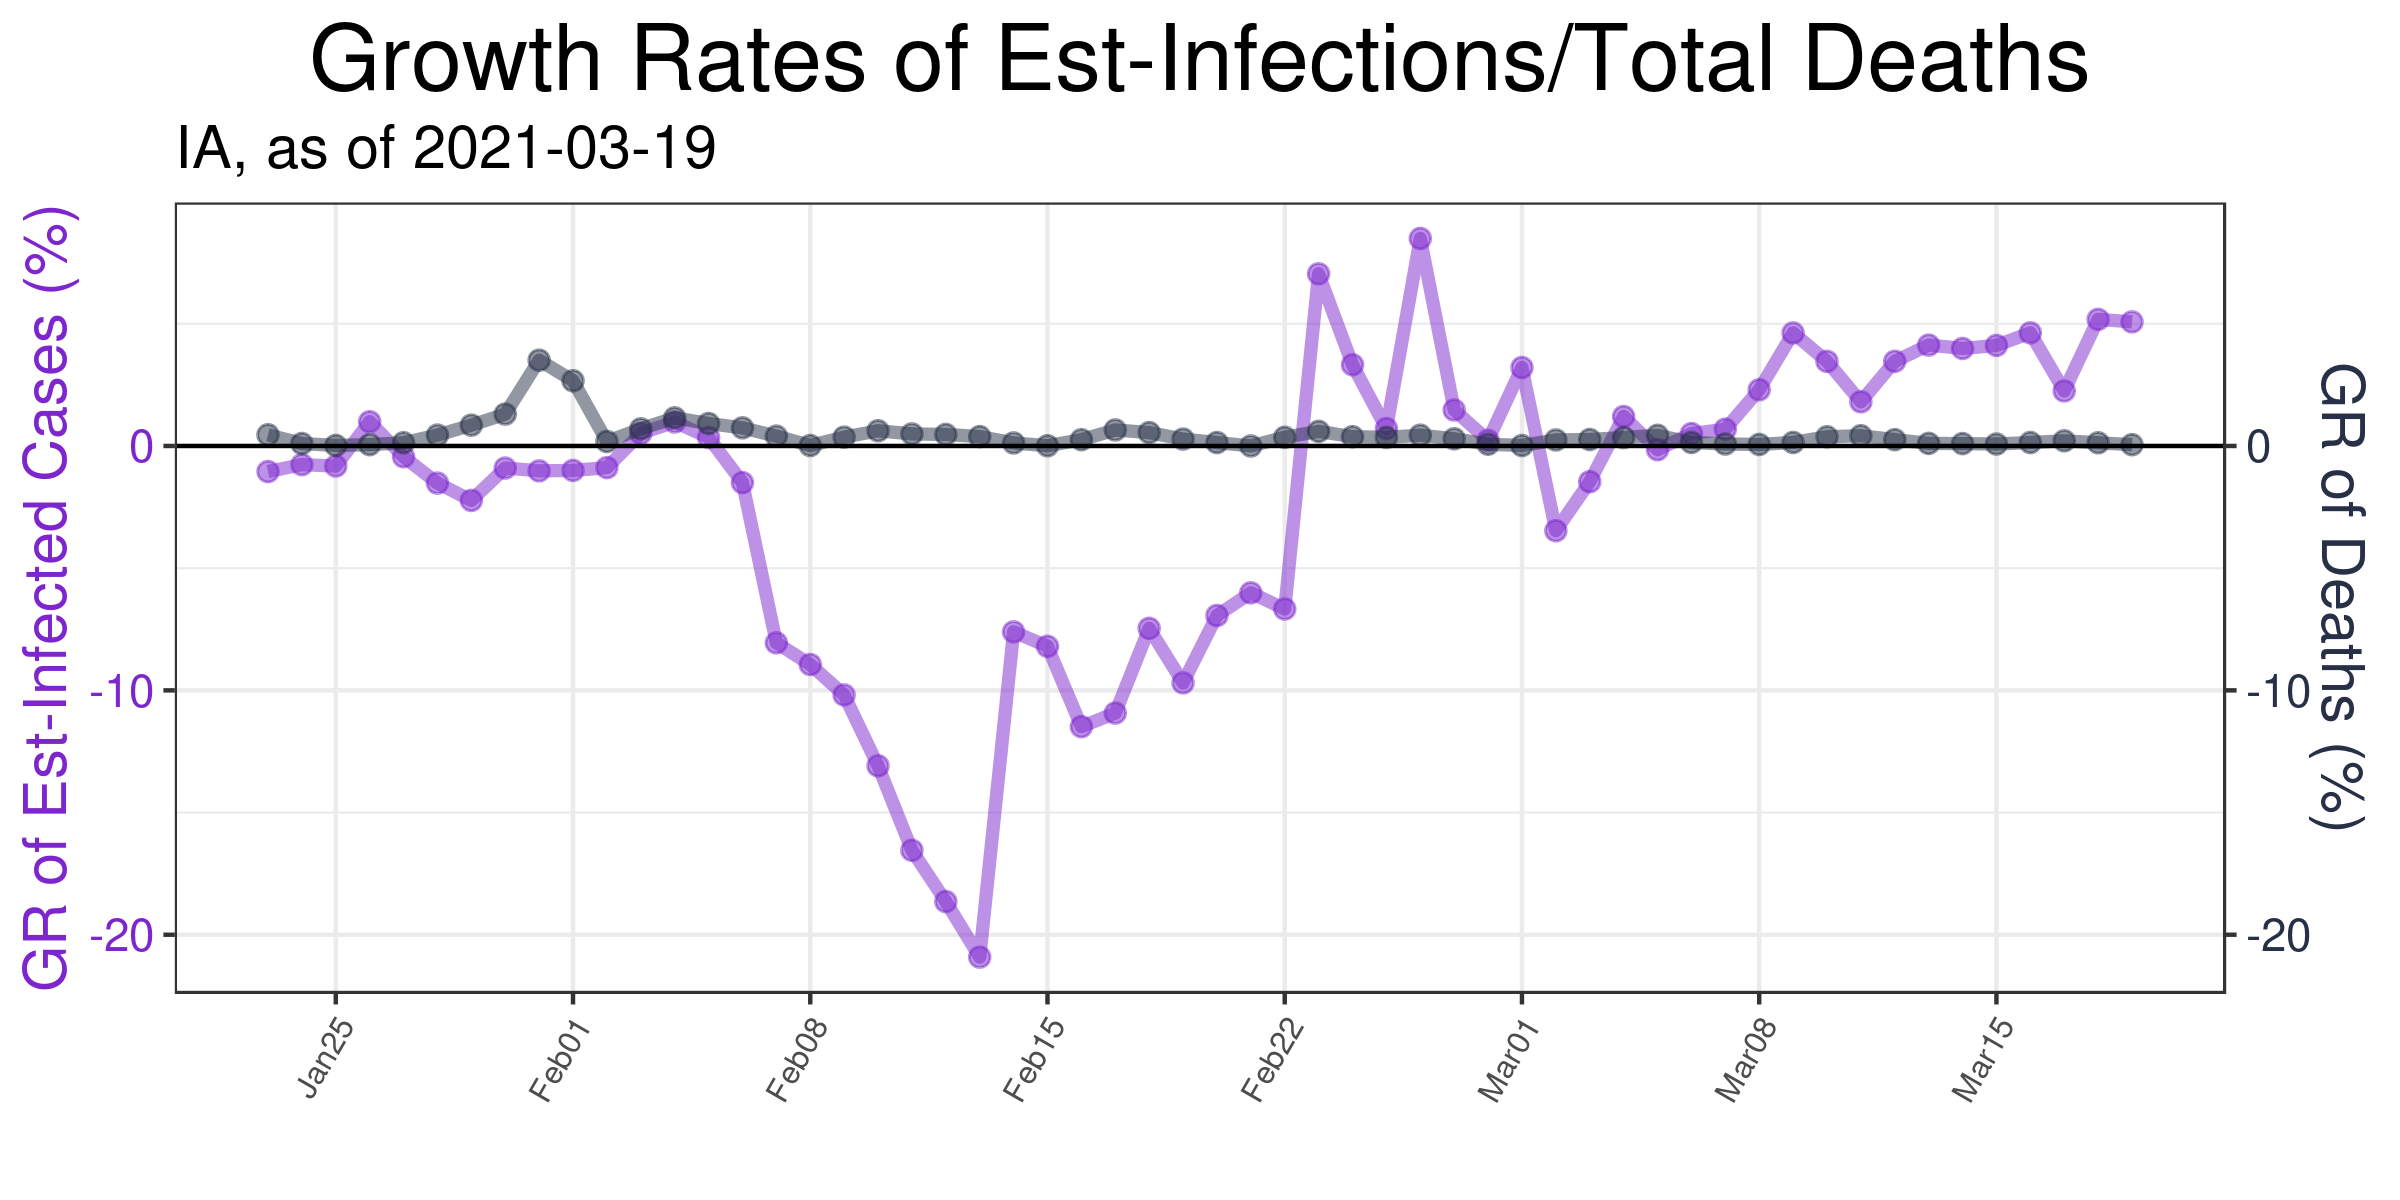 Growth Rates of Est-Infections/Total Deaths
IA, as of 2021-03-19
GR of Est-Infected Cases (%)
0
-10
-20
0
-10
-20
GR of Deaths (%)
Jan25
Feb01
Feb08
Feb15
Feb22
Mar01
Mar08
Mar15